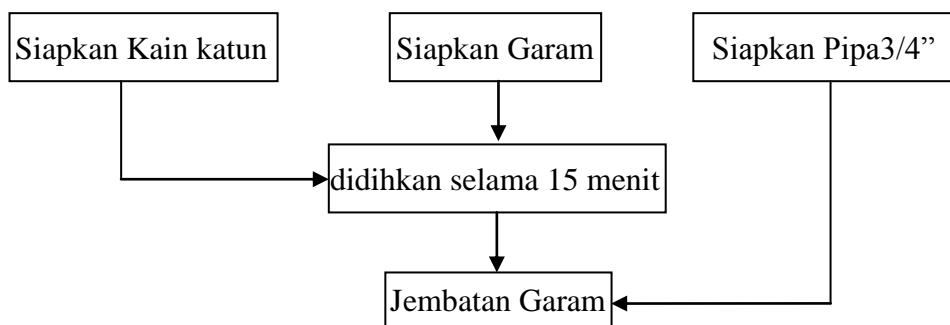 Siapkan Kain katun
Siapkan Garam
Siapkan Pipa3/4”
didihkan selama 15 menit
Jembatan Garam